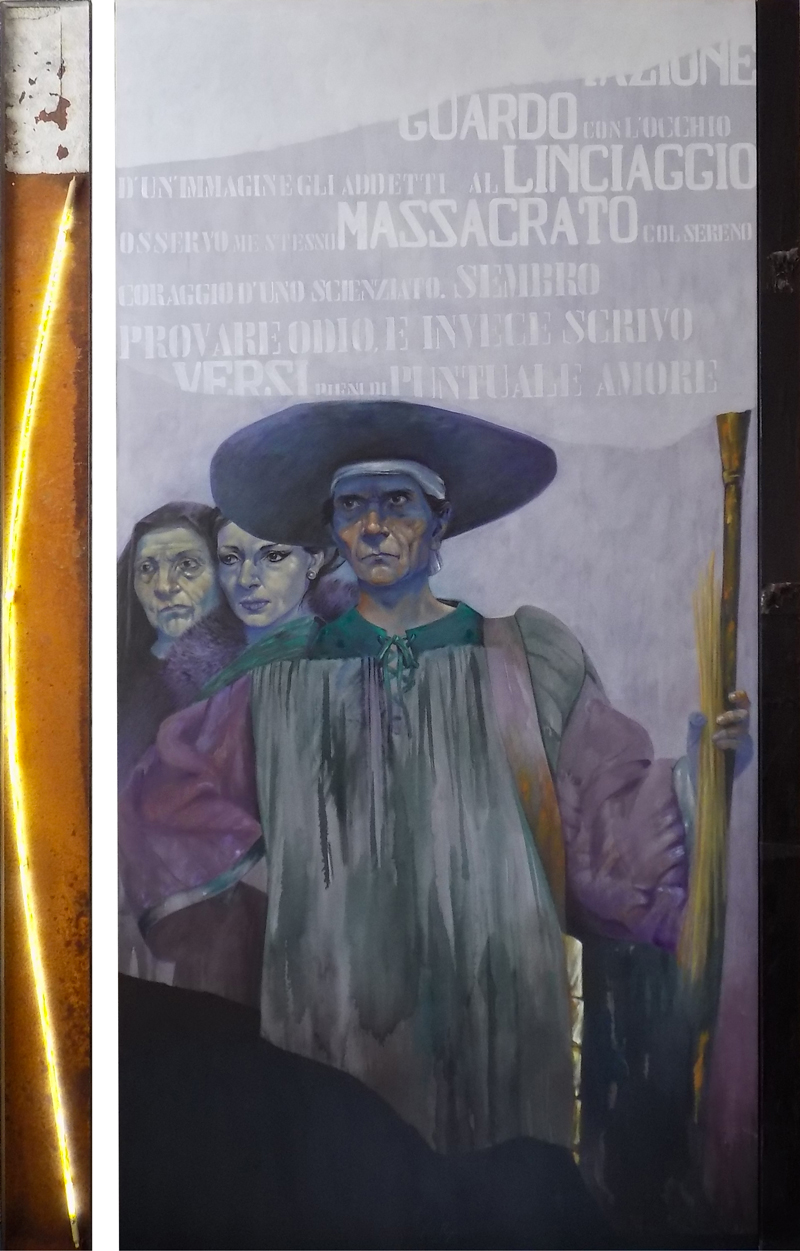 GUARDO CON L'OCCHIO
D'UN'IMMAGINE GLI ADDETTI AL LINCIAGGIO
OSSERVO ME STESSO MASSACRATO COL SERENO
CORAGGIO D'UNO SCIENZIATO. SEMBRO
PROVARE ODIO, E INVECE SCRIVO
VERSI PIENI DI PUNTUALE AMORE